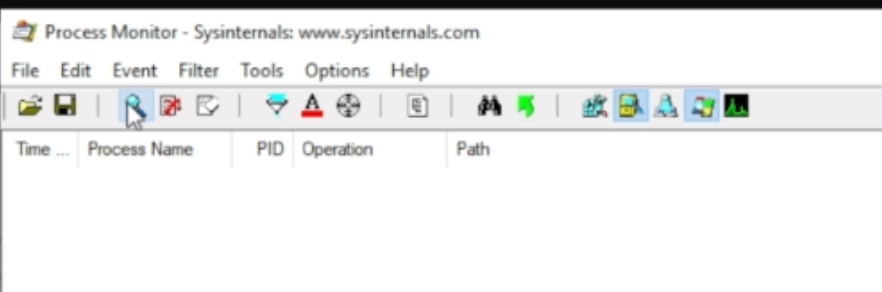 Process Monitor - Sysinternals: www.sysinternals.com
File Edit Event Filter Tools Options Help
Time ... Process Name PID Operation Path